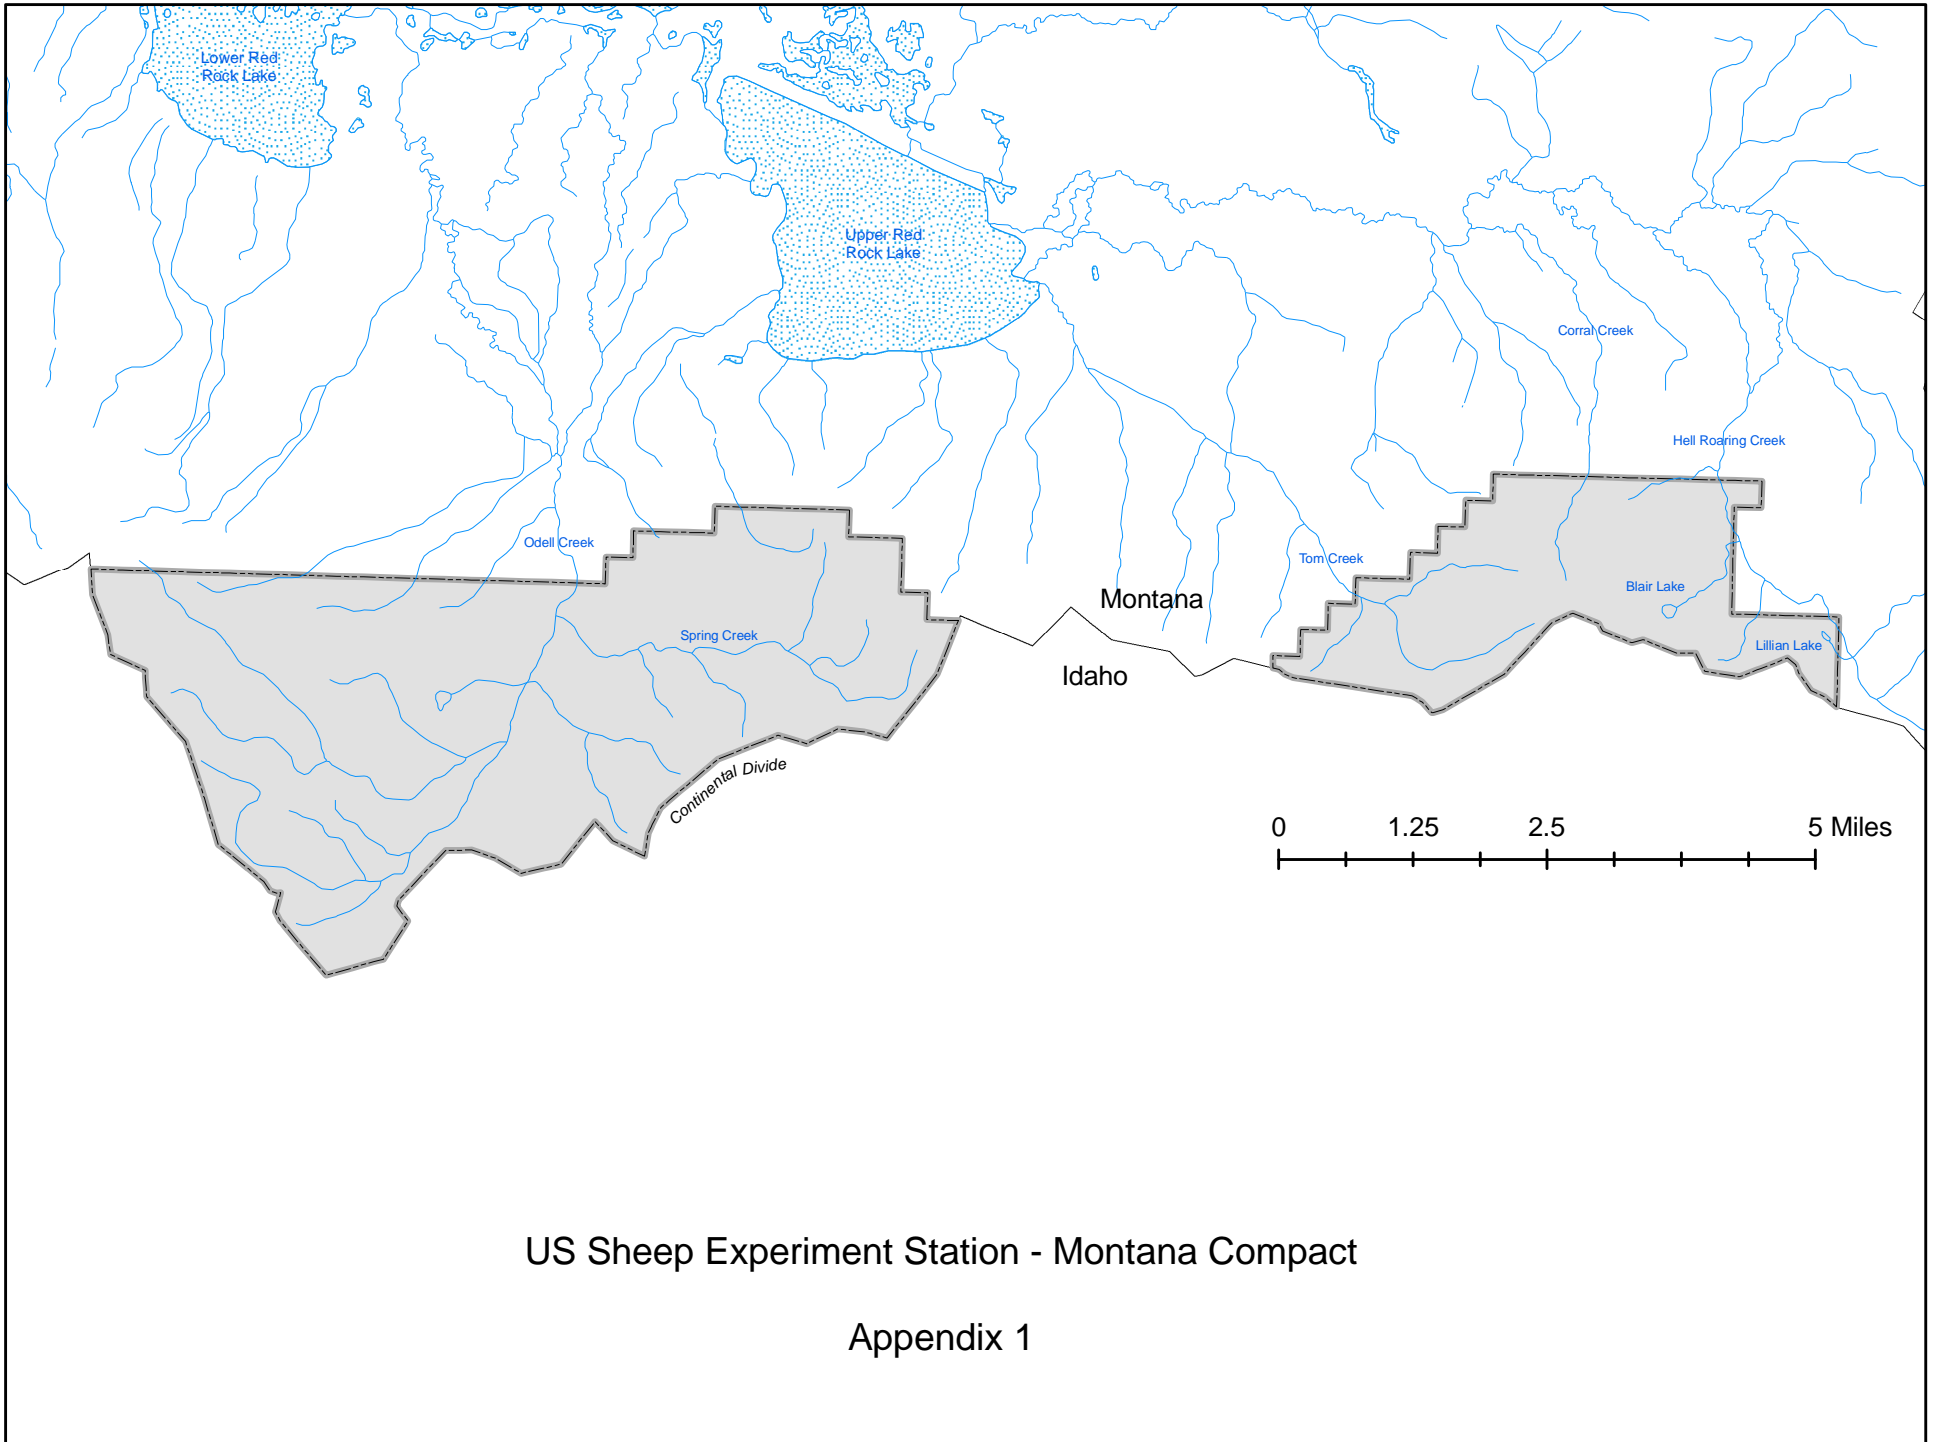 Lower Red
Rock Lake
Upper Red
Rock Lake
Corral Creek
Hell Roaring Creek
Odell Creek
Tom Creek
Blair Lake
Montana
Spring Creek
Lillian Lake
Idaho
Continental Divide
0 1.25 2.5 5 Miles
US Sheep Experiment Station - Montana Compact
Appendix 1